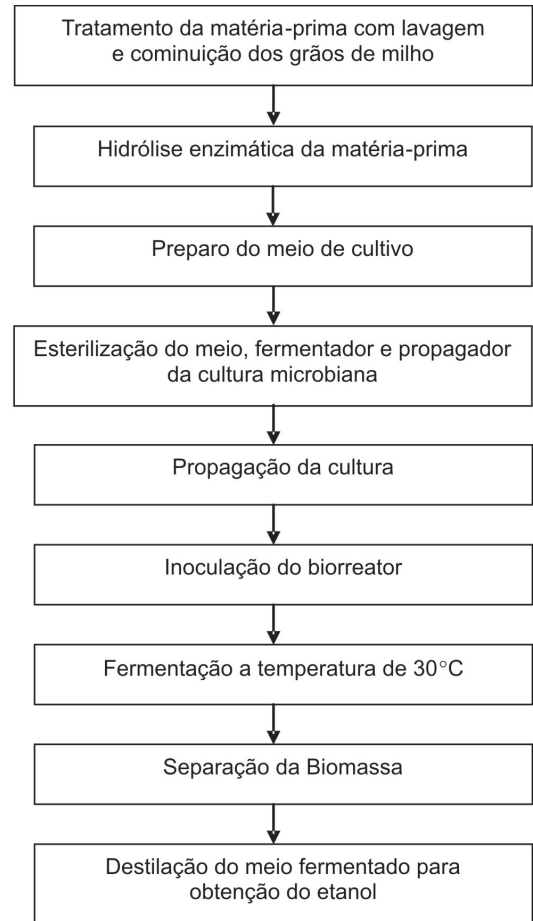 Tratamento da matéria-prima com lavagem
e cominuição dos grãos de milho
Hidrólise enzimática da matéria-prima
Preparo do meio de cultivo
Esterilização do meio, fermentador e propagador
da cultura microbiana
Propagação da cultura
Inoculação do biorreator
Fermentação a temperatura de 30°C
Separação da Biomassa
Destilação do meio fermentado para
obtenção do etanol